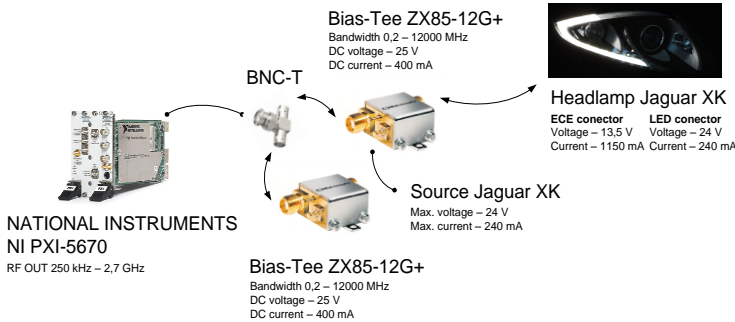 Bias-Tee ZX85-12G+
Bandwidth 0,2 – 12000 MHz
DC voltage – 25 V
DC current – 400 mA
BNC-T
Headlamp Jaguar XK
ECE conector LED conector
Voltage – 13,5 V Voltage – 24 V
Current – 1150 mA Current – 240 mA
Source Jaguar XK
Max. voltage – 24 V
Max. current – 240 mA
NATIONAL INSTRUMENTS
NI PXI-5670
RF OUT 250 kHz – 2,7 GHz
Bias-Tee ZX85-12G+
Bandwidth 0,2 – 12000 MHz
DC voltage – 25 V
DC current – 400 mA